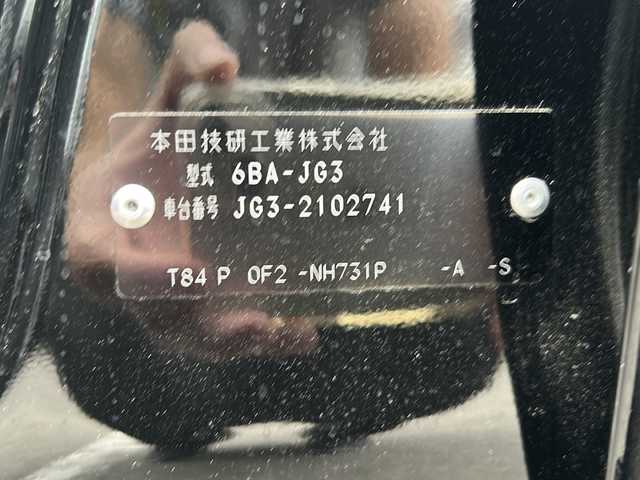 本田技研工業株式会社
型式 6BA-JG3
車台番号 JG3-2102741
T84 P 0F2 -NH731P -A -S